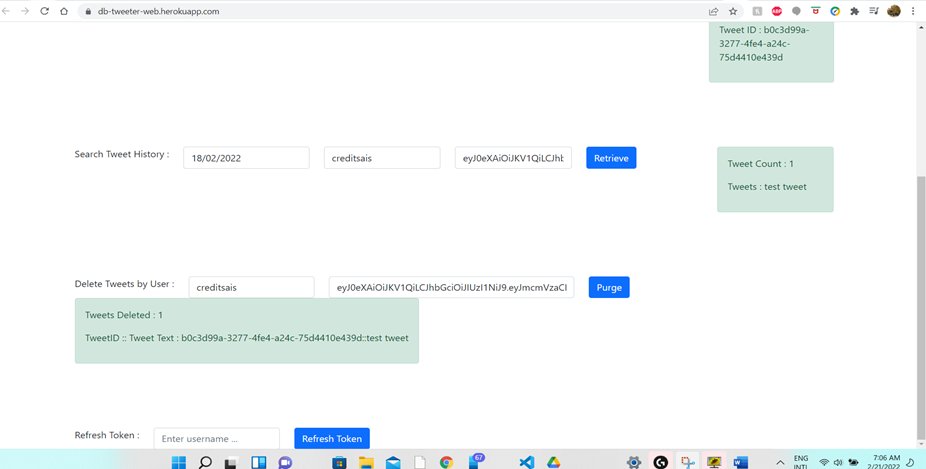 db-tweeter-web.herokuapp.com
Tweet ID : b0c3d99a-
3277-4fe4-a24c-
75d4410e439d
Search Tweet History :
18/02/2022
creditsais
eyJ0eXAiOiJKV1QiLCJhb
Retrieve
Tweet Count : 1
Tweets : test tweet
Delete Tweets by User :
creditsais
eyJ0eXAiOiJKV1QiLCJhbGciOiJIUzI1NiJ9.eyJmcmVzaCI
Purge
Tweets Deleted : 1
TweetID :: Tweet Text : b0c3d99a-3277-4fe4-a24c-75d4410e439d::test tweet
Refresh Token :
Enter username ...
Refresh Token
67
ENG
INTL
7:06 AM
2/21/2022